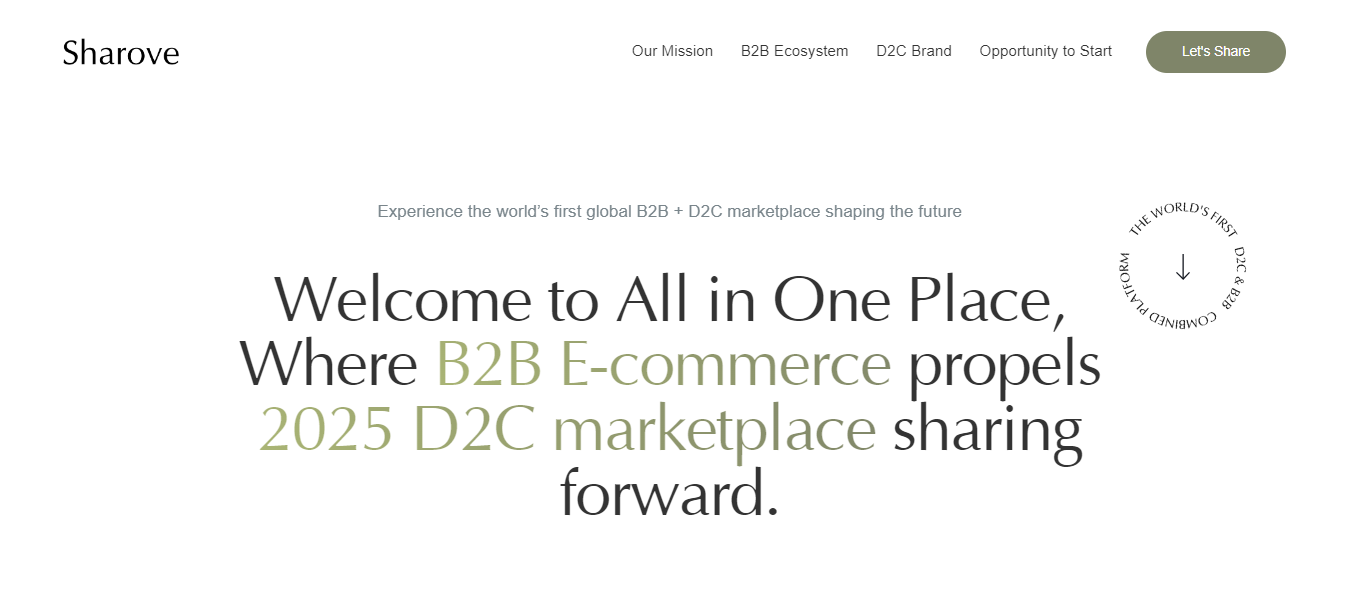 Sharove
Our Mission
B2B Ecosystem
D2C Brand
Opportunity to Start
Let's Share
Experience the world’s first global B2B + D2C marketplace shaping the future
THE WORLD'S FIRST D2C & B2B COMBINED PLATFORM
Welcome to All in One Place,
Where B2B E-commerce propels
2025 D2C marketplace sharing
forward.